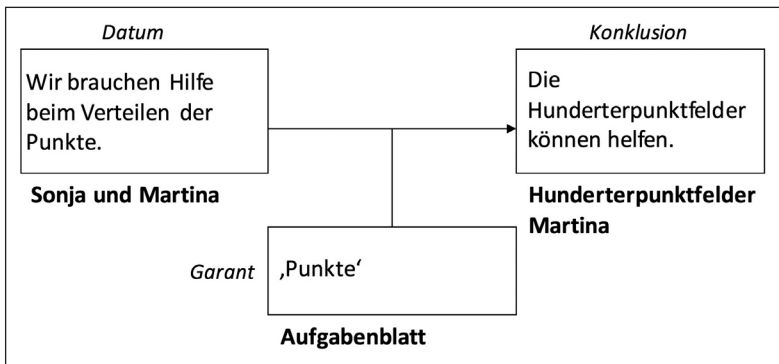 Datum
Wir brauchen Hilfe
beim Verteilen der
Punkte.
Sonja und Martina
Konklusion
Die
Hunderterpunktfelder
können helfen.
Hunderterpunktfelder
Martina
Garant
‚Punkte‘
Aufgabenblatt